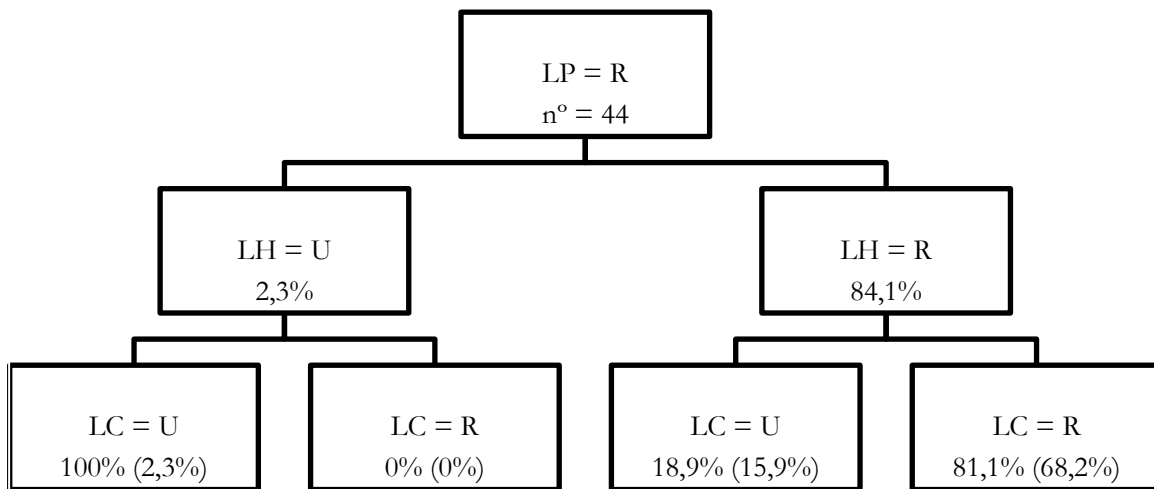 LP = R
nº = 44
LH = U
2,3%
LH = R
84,1%
LC = U
100% (2,3%)
LC = R
0% (0%)
LC = U
18,9% (15,9%)
LC = R
81,1% (68,2%)